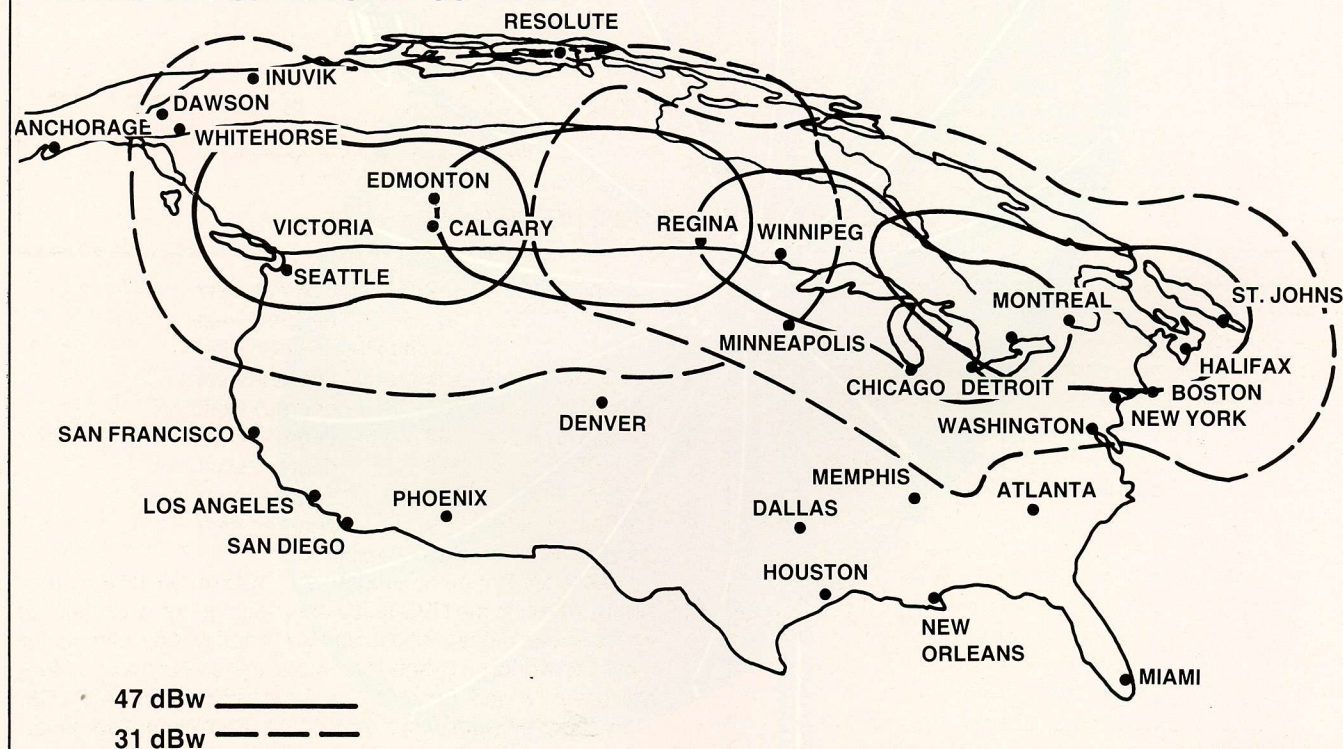 RESOLUTE
INUVIK
DAWSON
ANCHORAGE
WHITEHORSE
EDMONTON
VICTORIA
CALGARY
REGINA
WINNIPEG
SEATTLE
MONTREAL
ST. JOHNS
MINNEAPOLIS
HALIFAX
CHICAGO
DETROIT
BOSTON
NEW YORK
DENVER
WASHINGTON
SAN FRANCISCO
MEMPHIS
ATLANTA
LOS ANGELES
PHOENIX
DALLAS
SAN DIEGO
HOUSTON
NEW
ORLEANS
MIAMI
47 dBw
31 dBw